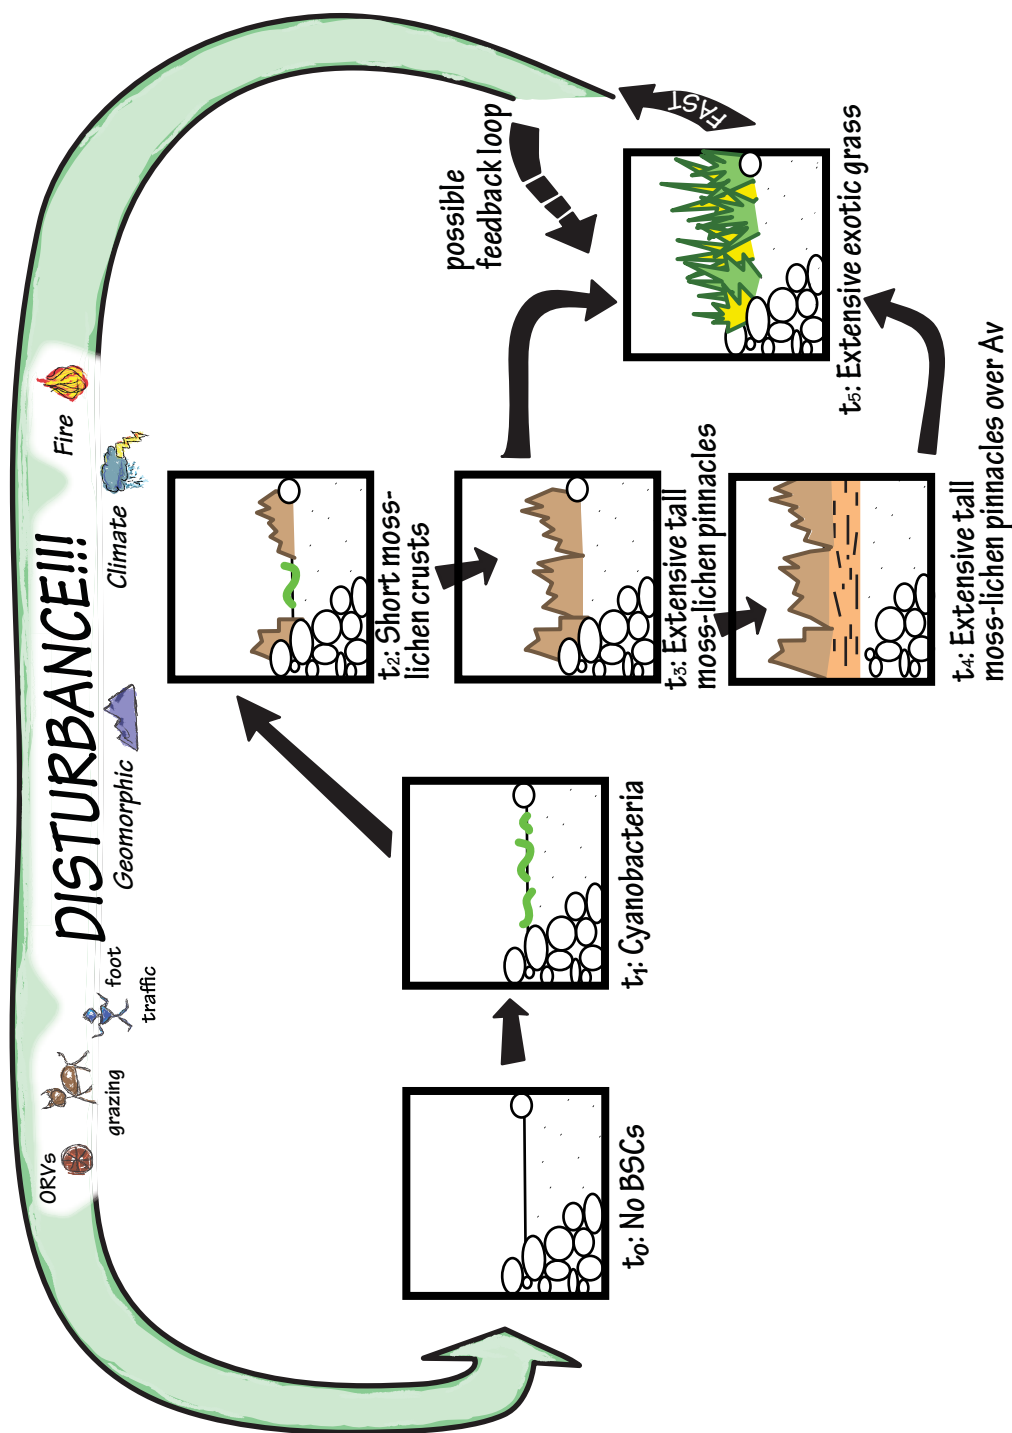 DISTURBANCE!!!
ORVs
grazing
foot
traffic
Geomorphic
Climate
Fire
possible
feedback loop
FAST
t0: No BSCs
t1: Cyanobacteria
t2: Short moss-
lichen crusts
t3: Extensive tall
moss-lichen pinnacles
t4: Extensive tall
moss-lichen pinnacles over Av
t5: Extensive exotic grass